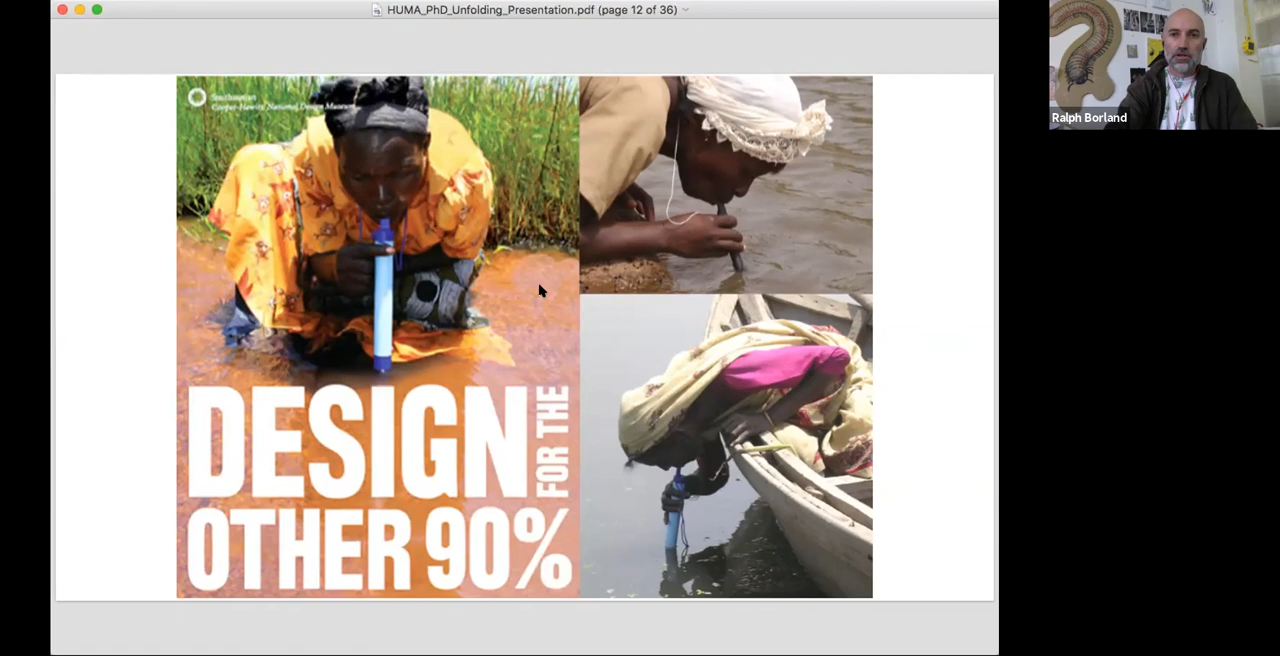 HUMA_PhD_Unfolding_Presentation.pdf (page 12 of 36)
Smithsonian
Cooper-Hewitt, National Design Museum
DESIGN FOR THE
OTHER 90%
Ralph Borland